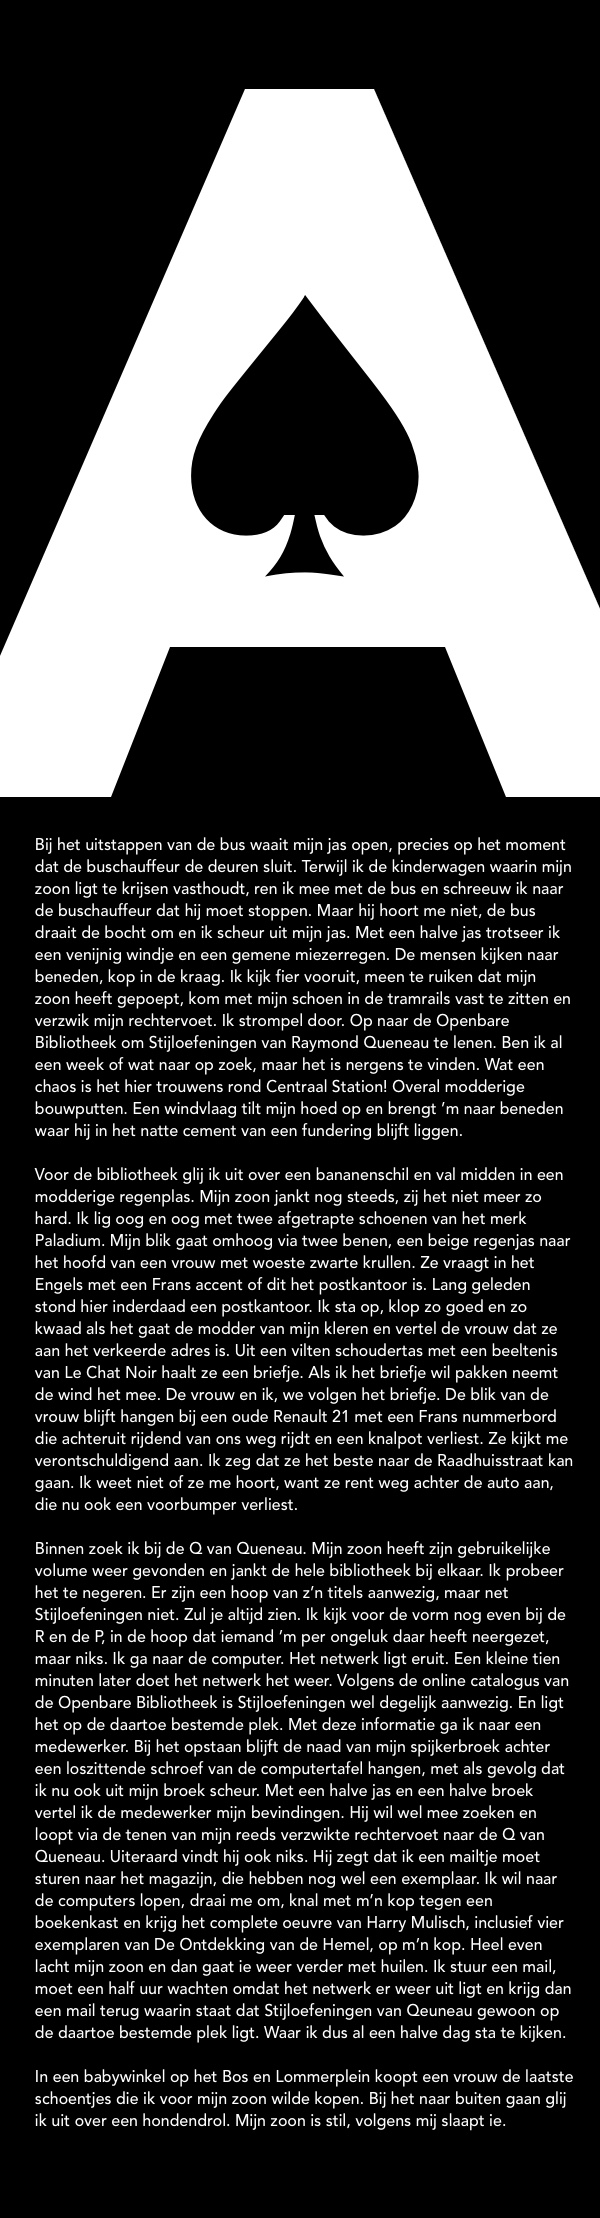 A
Bij het uitstappen van de bus waait mijn jas open, precies op het moment
dat de buschauffeur de deuren sluit. Terwijl ik de kinderwagen waarin mijn
zoon ligt te krijsen vasthoudt, ren ik mee met de bus en schreeuw ik naar
de buschauffeur dat hij moet stoppen. Maar hij hoort me niet, de bus
draait de bocht om en ik scheur uit mijn jas. Met een halve jas trotseer ik
een venijnig windje en een gemene miezerregen. De mensen kijken naar
beneden, kop in de kraag. Ik kijk fier vooruit, meen te ruiken dat mijn
zoon heeft gepoept, kom met mijn schoen in de tramrails vast te zitten en
verzwik mijn rechtervoet. Ik strompel door. Op naar de Openbare
Bibliotheek om Stijloefeningen van Raymond Queneau te lenen. Ben ik al
een week of wat naar op zoek, maar het is nergens te vinden. Wat een
chaos is het hier trouwens rond Centraal Station! Overal modderige
bouwputten. Een windvlaag tilt mijn hoed op en brengt ’m naar beneden
waar hij in het natte cement van een fundering blijft liggen.

Voor de bibliotheek glij ik uit over een bananenschil en val midden in een
modderige regenplas. Mijn zoon jankt nog steeds, zij het niet meer zo
hard. Ik lig oog en oog met twee afgetrapte schoenen van het merk
Paladium. Mijn blik gaat omhoog via twee benen, een beige regenjas naar
het hoofd van een vrouw met woeste zwarte krullen. Ze vraagt in het
Engels met een Frans accent of dit het postkantoor is. Lang geleden
stond hier inderdaad een postkantoor. Ik sta op, klop zo goed en zo
kwaad als het gaat de modder van mijn kleren en vertel de vrouw dat ze
aan het verkeerde adres is. Uit een vilten schoudertas met een beeltenis
van Le Chat Noir haalt ze een briefje. Als ik het briefje wil pakken neemt
de wind het mee. De vrouw en ik, we volgen het briefje. De blik van de
vrouw blijft hangen bij een oude Renault 21 met een Frans nummerbord
die achteruit rijdend van ons weg rijdt en een knalpot verliest. Ze kijkt me
verontschuldigend aan. Ik zeg dat ze het beste naar de Raadhuisstraat kan
gaan. Ik weet niet of ze me hoort, want ze rent weg achter de auto aan,
die nu ook een voorbumper verliest.

Binnen zoek ik bij de Q van Queneau. Mijn zoon heeft zijn gebruikelijke
volume weer gevonden en jankt de hele bibliotheek bij elkaar. Ik probeer
het te negeren. Er zijn een hoop van z’n titels aanwezig, maar net
Stijloefeningen niet. Zul je altijd zien. Ik kijk voor de vorm nog even bij de
R en de P, in de hoop dat iemand ’m per ongeluk daar heeft neergezet,
maar niks. Ik ga naar de computer. Het netwerk ligt eruit. Een kleine tien
minuten later doet het netwerk het weer. Volgens de online catalogus van
de Openbare Bibliotheek is Stijloefeningen wel degelijk aanwezig. En ligt
het op de daartoe bestemde plek. Met deze informatie ga ik naar een
medewerker. Bij het opstaan blijft de naad van mijn spijkerbroek achter
een loszittende schroef van de computertafel hangen, met als gevolg dat
ik nu ook uit mijn broek scheur. Met een halve jas en een halve broek
vertel ik de medewerker mijn bevindingen. Hij wil wel mee zoeken en
loopt via de tenen van mijn reeds verzwikte rechtervoet naar de Q van
Queneau. Uiteraard vindt hij ook niks. Hij zegt dat ik een mailtje moet
sturen naar het magazijn, die hebben nog wel een exemplaar. Ik wil naar
de computers lopen, draai me om, knal met m’n kop tegen een
boekenkast en krijg het complete oeuvre van Harry Mulisch, inclusief vier
exemplaren van De Ontdekking van de Hemel, op m’n kop. Heel even
lacht mijn zoon en dan gaat ie weer verder met huilen. Ik stuur een mail,
moet een half uur wachten omdat het netwerk er weer uit ligt en krijg dan
een mail terug waarin staat dat Stijloefeningen van Qeuneau gewoon op
de daartoe bestemde plek ligt. Waar ik dus al een halve dag sta te kijken.

In een babywinkel op het Bos en Lommerplein koopt een vrouw de laatste
schoentjes die ik voor mijn zoon wilde kopen. Bij het naar buiten gaan glij
ik uit over een hondendrol. Mijn zoon is stil, volgens mij slaapt ie.